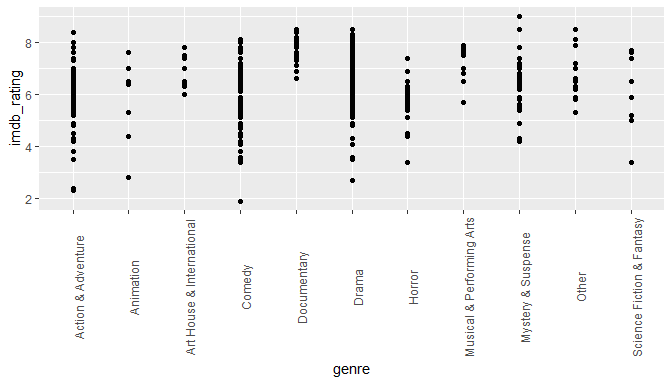 imdb_rating
8
6
4
2
Action & Adventure
Animation
Art House & International
Comedy
Documentary
Drama
Horror
Musical & Performing Arts
Mystery & Suspense
Other
Science Fiction & Fantasy
genre